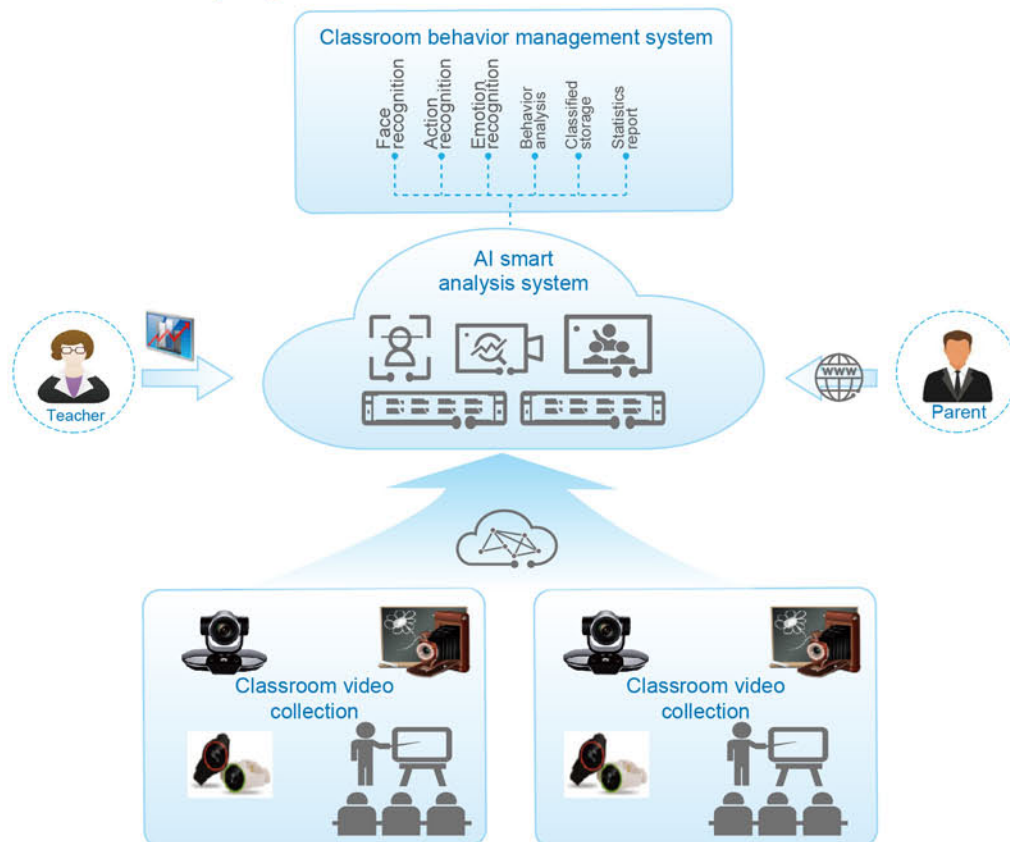 Classroom behavior management system
Face
recognition
Action
recognition
Emotion
recognition
Behavior
analysis
Classified
storage
Statistics
report
AI smart
analysis system
Teacher
WWW
Parent
Classroom video
collection
Classroom video
collection